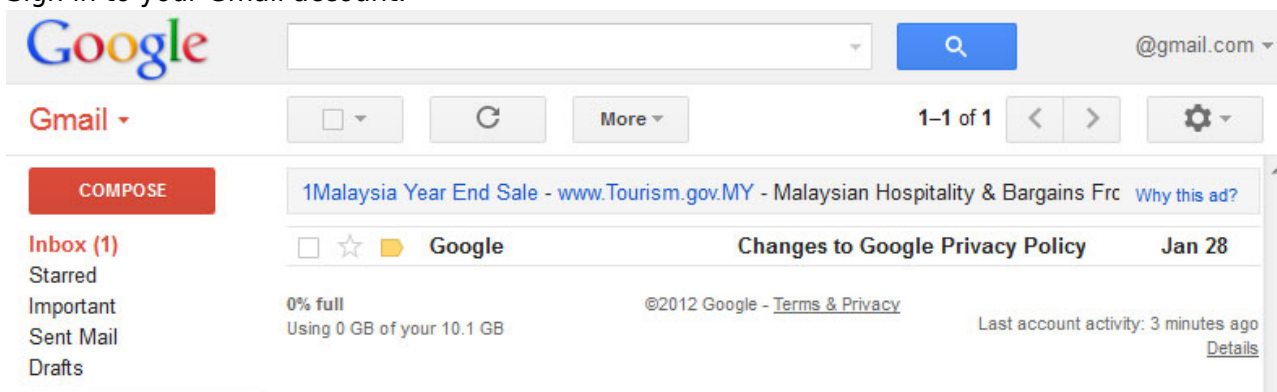 Sign in to your Gmail account.
Google
@gmail.com
Gmail
More
1–1 of 1
COMPOSE
1Malaysia Year End Sale - www.Tourism.gov.MY - Malaysian Hospitality & Bargains Frc Why this ad?
Inbox (1)
Google Changes to Google Privacy Policy Jan 28
Starred
Important
Sent Mail
Drafts
0% full
Using 0 GB of your 10.1 GB
©2012 Google - Terms & Privacy
Last account activity: 3 minutes ago
Details